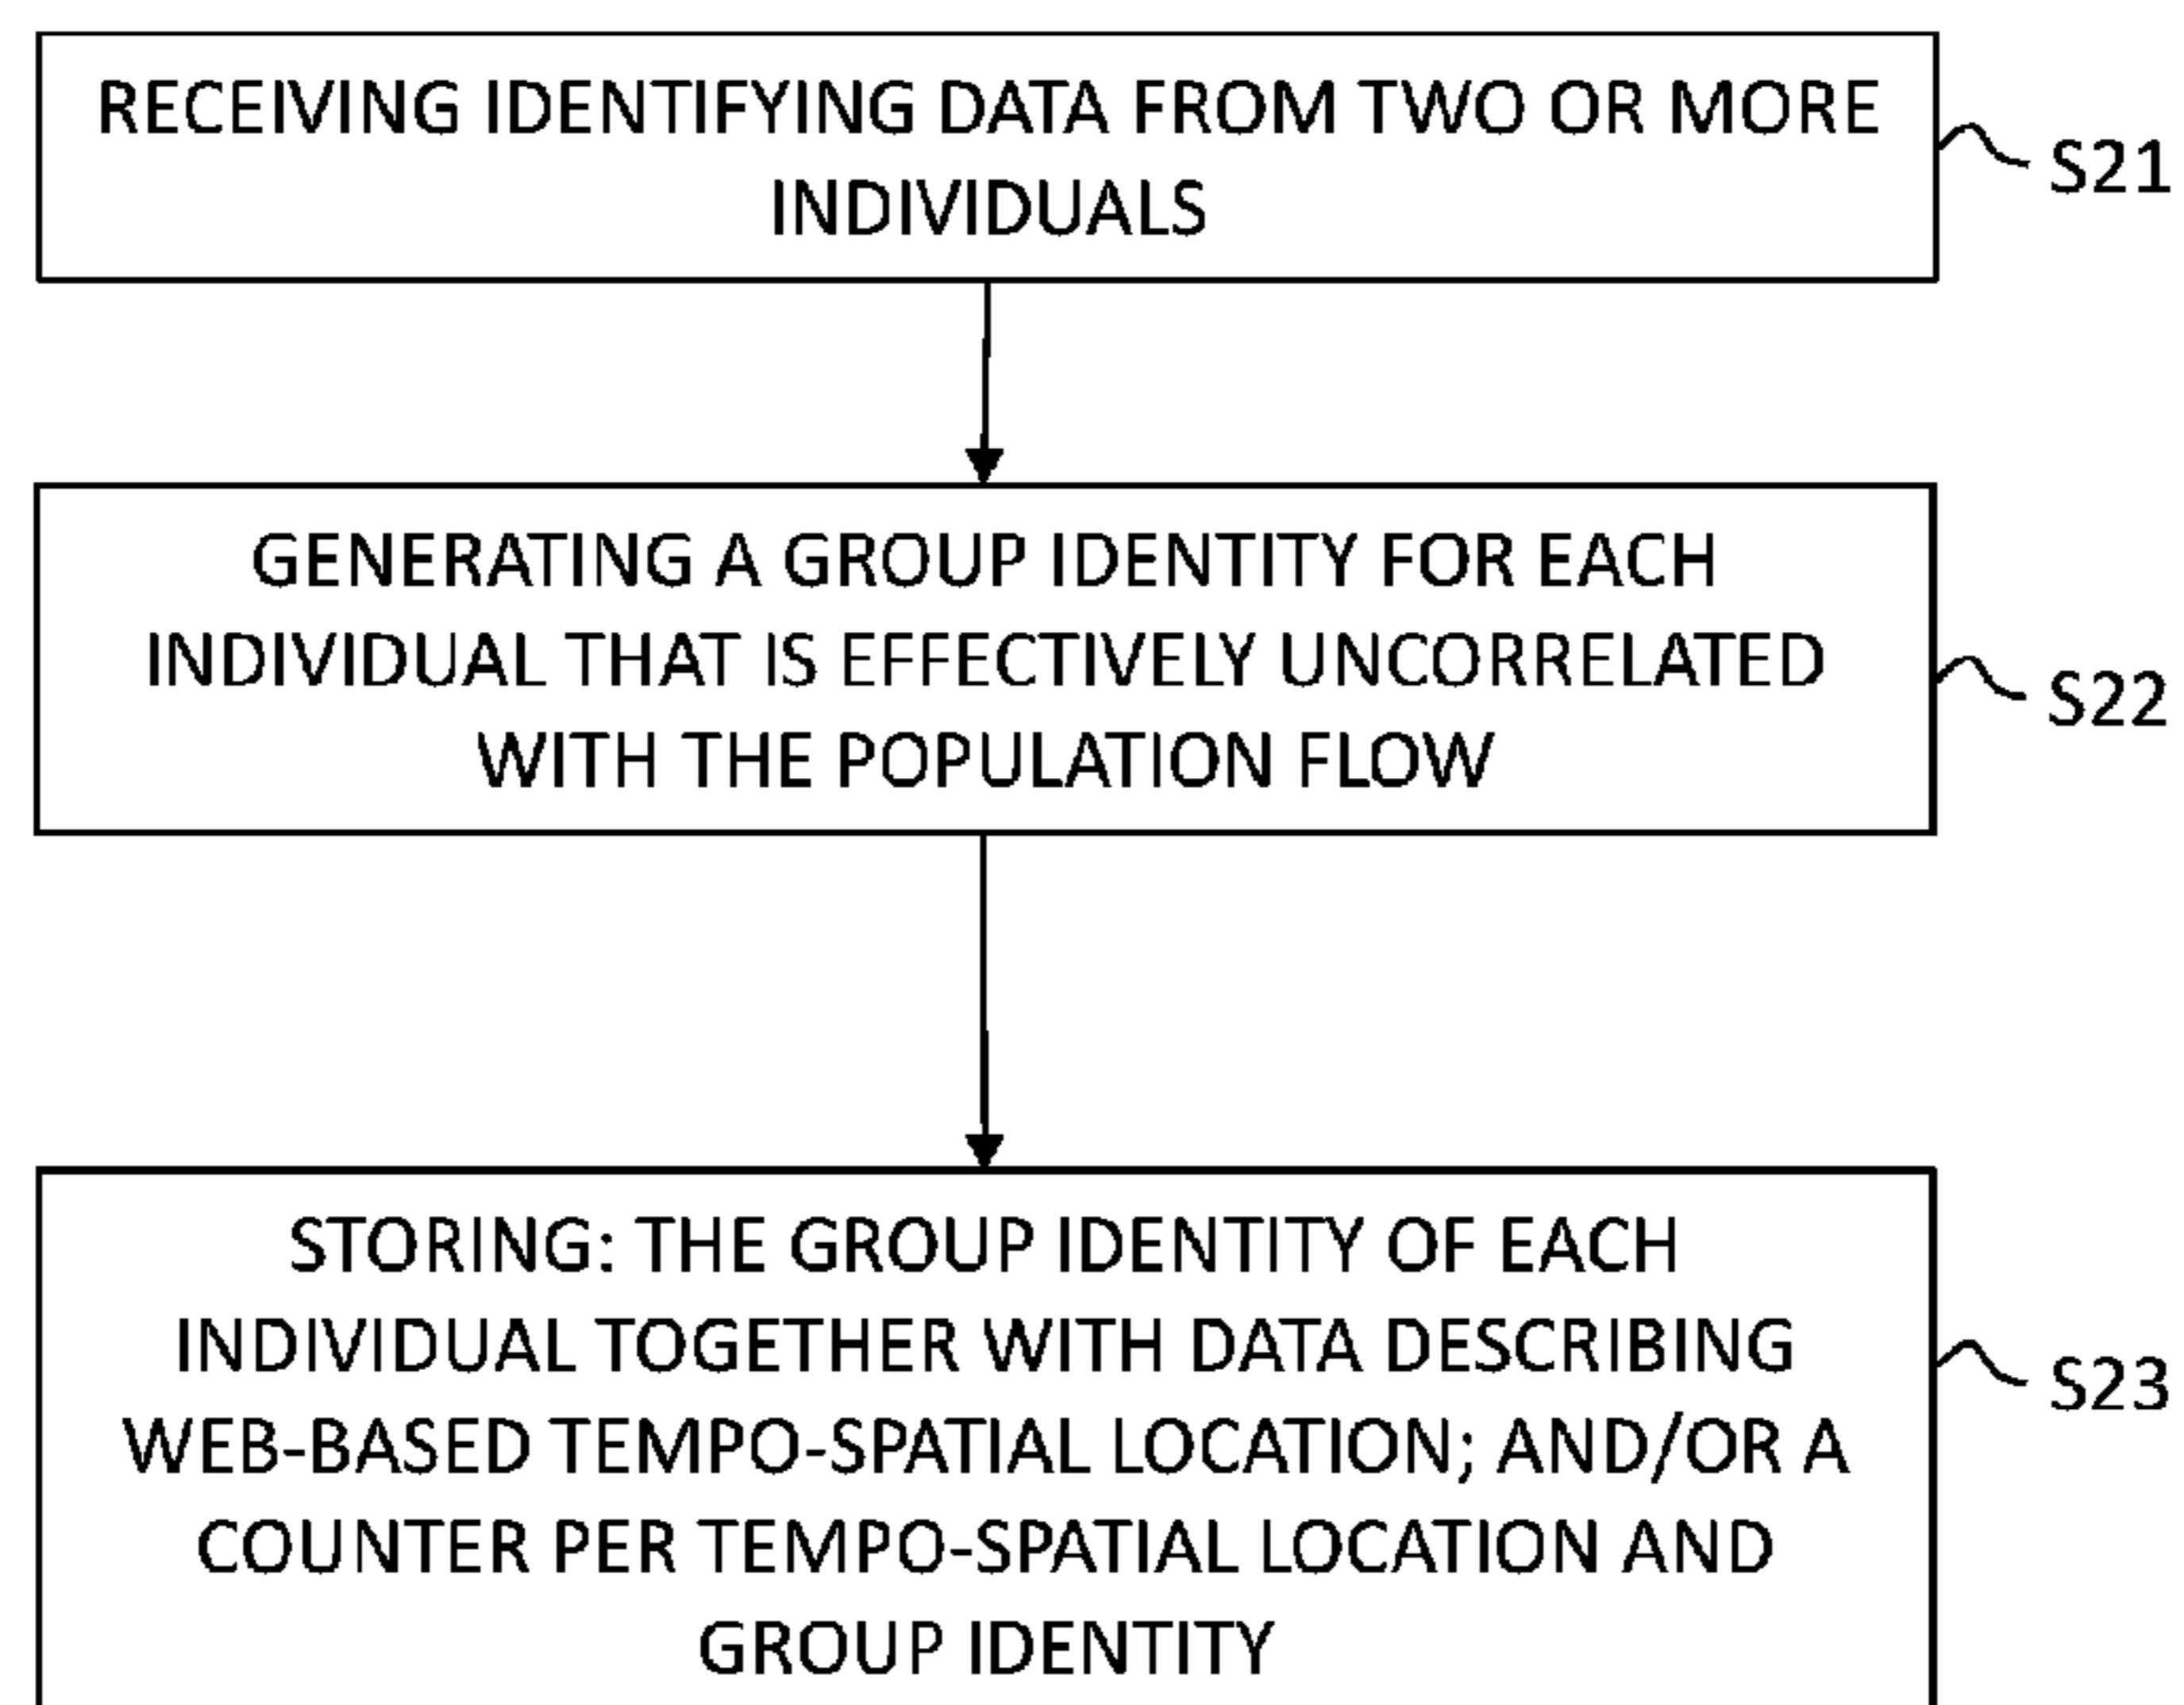 RECEIVING IDENTIFYING DATA FROM TWO OR MORE
INDIVIDUALS
S21
GENERATING A GROUP IDENTITY FOR EACH
INDIVIDUAL THAT IS EFFECTIVELY UNCORRELATED
WITH THE POPULATION FLOW
S22
STORING: THE GROUP IDENTITY OF EACH
INDIVIDUAL TOGETHER WITH DATA DESCRIBING
WEB-BASED TEMPO-SPATIAL LOCATION; AND/OR A
COUNTER PER TEMPO-SPATIAL LOCATION AND
GROUP IDENTITY
S23